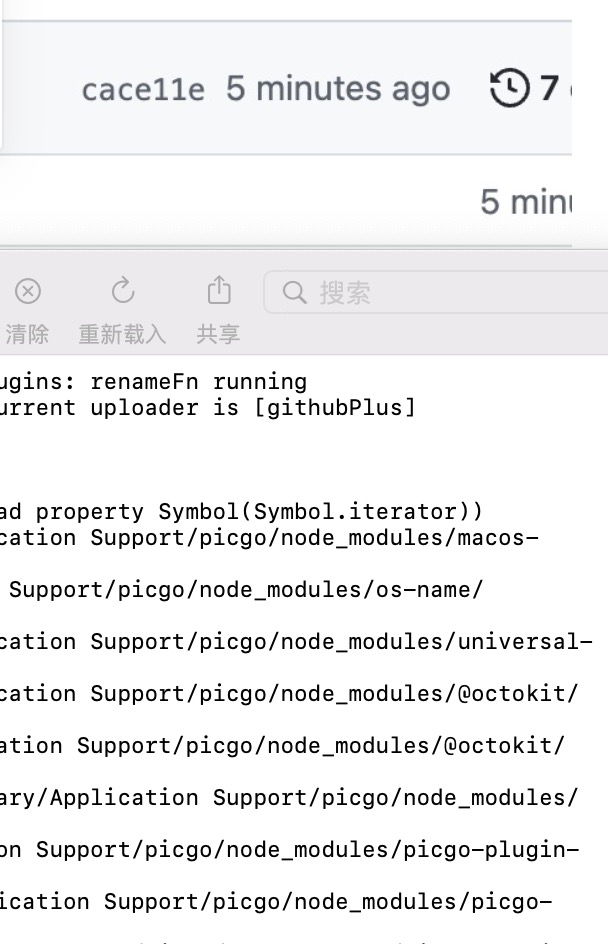 cace11e 5 minutes ago 7
5 minu
搜索
清除 重新载入 共享
ugins: renameFn running
urrent uploader is [githubPlus]
ad property Symbol(Symbol.iterator))
cation Support/picgo/node_modules/macos-
Support/picgo/node_modules/os-name/
cation Support/picgo/node_modules/universal-
cation Support/picgo/node_modules/@octokit/
ation Support/picgo/node_modules/@octokit/
ary/Application Support/picgo/node_modules/
on Support/picgo/node_modules/picgo-plugin-
ication Support/picgo/node_modules/picgo-